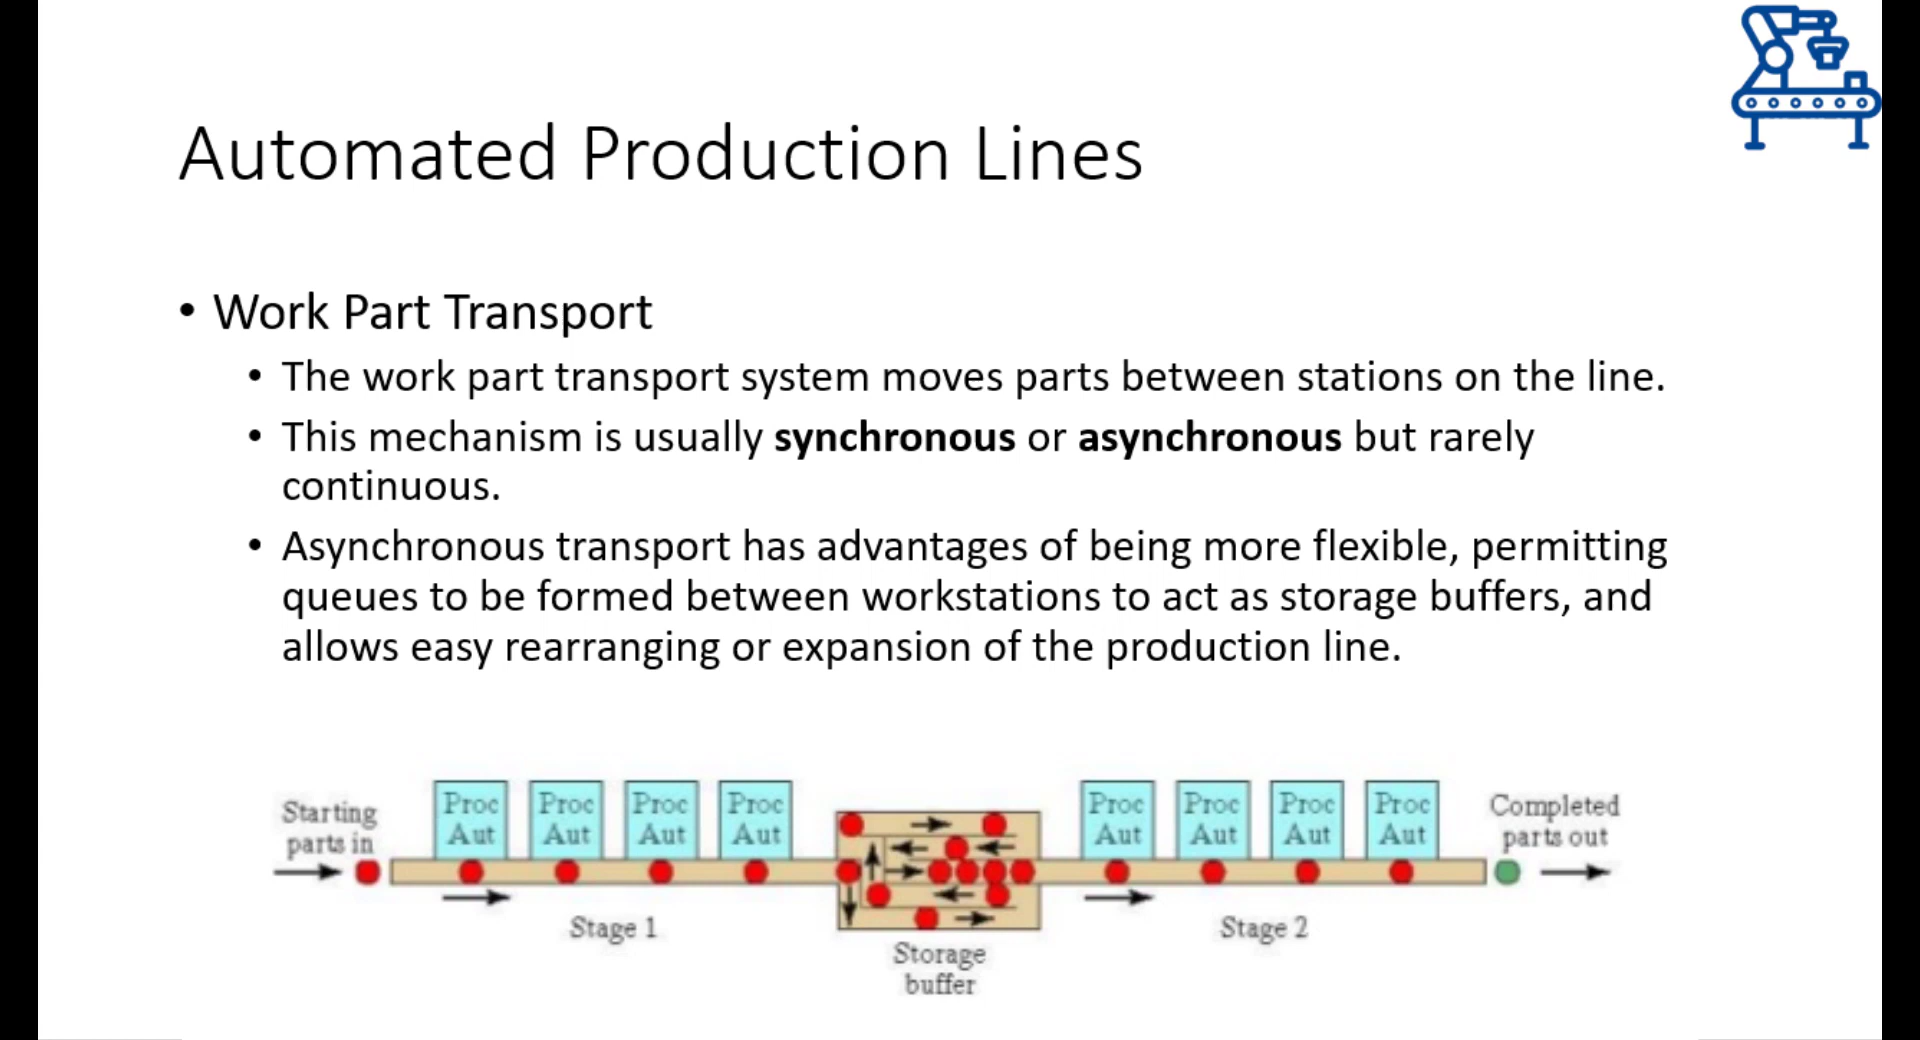 Automated Production Lines
• Work Part Transport
• The work part transport system moves parts between stations on the line.
• This mechanism is usually synchronous or asynchronous but rarely
continuous.
• Asynchronous transport has advantages of being more flexible, permitting
queues to be formed between workstations to act as storage buffers, and
allows easy rearranging or expansion of the production line.
Starting
parts in
Proc
Aut
Proc
Aut
Proc
Aut
Proc
Aut
Stage 1
Storage
buffer
Proc
Aut
Proc
Aut
Proc
Aut
Proc
Aut
Stage 2
Completed
parts out